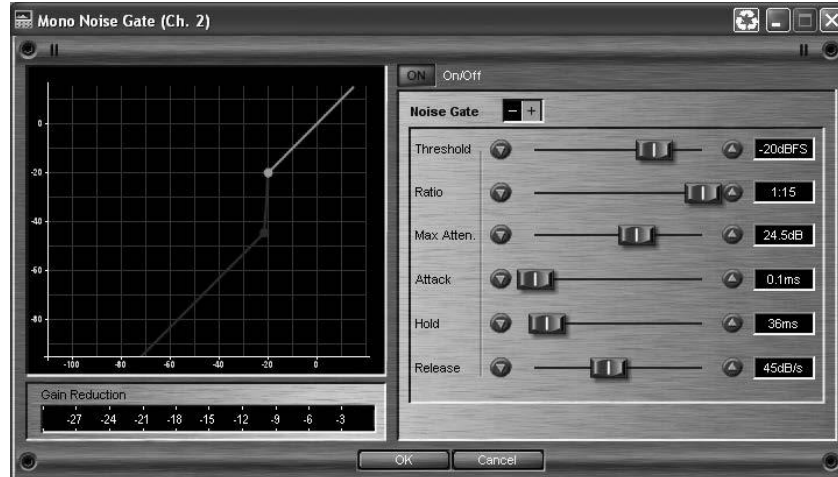 Mono Noise Gate (Ch. 2)
ON On/Off
Noise Gate - +
Threshold -20dBFS
Ratio 1:15
Max Atten. 24.5dB
Attack 0.1ms
Hold 36ms
Release 45dB/s
0
-20
-40
-60
-80
-100 -80 -60 -40 -20 0
Gain Reduction
-27 -24 -21 -18 -15 -12 -9 -6 -3
OK Cancel